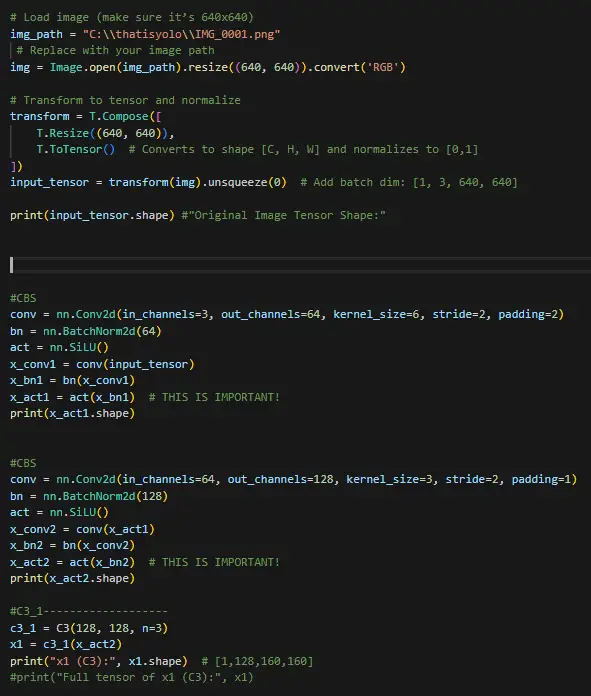 # Load image (make sure it’s 640x640)
img_path = "C:\\thatisyolo\\IMG_0001.png"
 # Replace with your image path
img = Image.open(img_path).resize((640, 640)).convert('RGB')

# Transform to tensor and normalize
transform = T.Compose([
    T.Resize((640, 640)),
    T.ToTensor()  # Converts to shape [C, H, W] and normalizes to [0,1]
])
input_tensor = transform(img).unsqueeze(0)  # Add batch dim: [1, 3, 640, 640]

print(input_tensor.shape) #"Original Image Tensor Shape:"

#CBS
conv = nn.Conv2d(in_channels=3, out_channels=64, kernel_size=6, stride=2, padding=2)
bn = nn.BatchNorm2d(64)
act = nn.SiLU()
x_conv1 = conv(input_tensor)
x_bn1 = bn(x_conv1)
x_act1 = act(x_bn1)  # THIS IS IMPORTANT!
print(x_act1.shape)

#CBS
conv = nn.Conv2d(in_channels=64, out_channels=128, kernel_size=3, stride=2, padding=1)
bn = nn.BatchNorm2d(128)
act = nn.SiLU()
x_conv2 = conv(x_act1)
x_bn2 = bn(x_conv2)
x_act2 = act(x_bn2)  # THIS IS IMPORTANT!
print(x_act2.shape)

#C3_1-------------------
c3_1 = C3(128, 128, n=3)
x1 = c3_1(x_act2)
print("x1 (C3):", x1.shape)  # [1,128,160,160]
#print("Full tensor of x1 (C3):", x1)